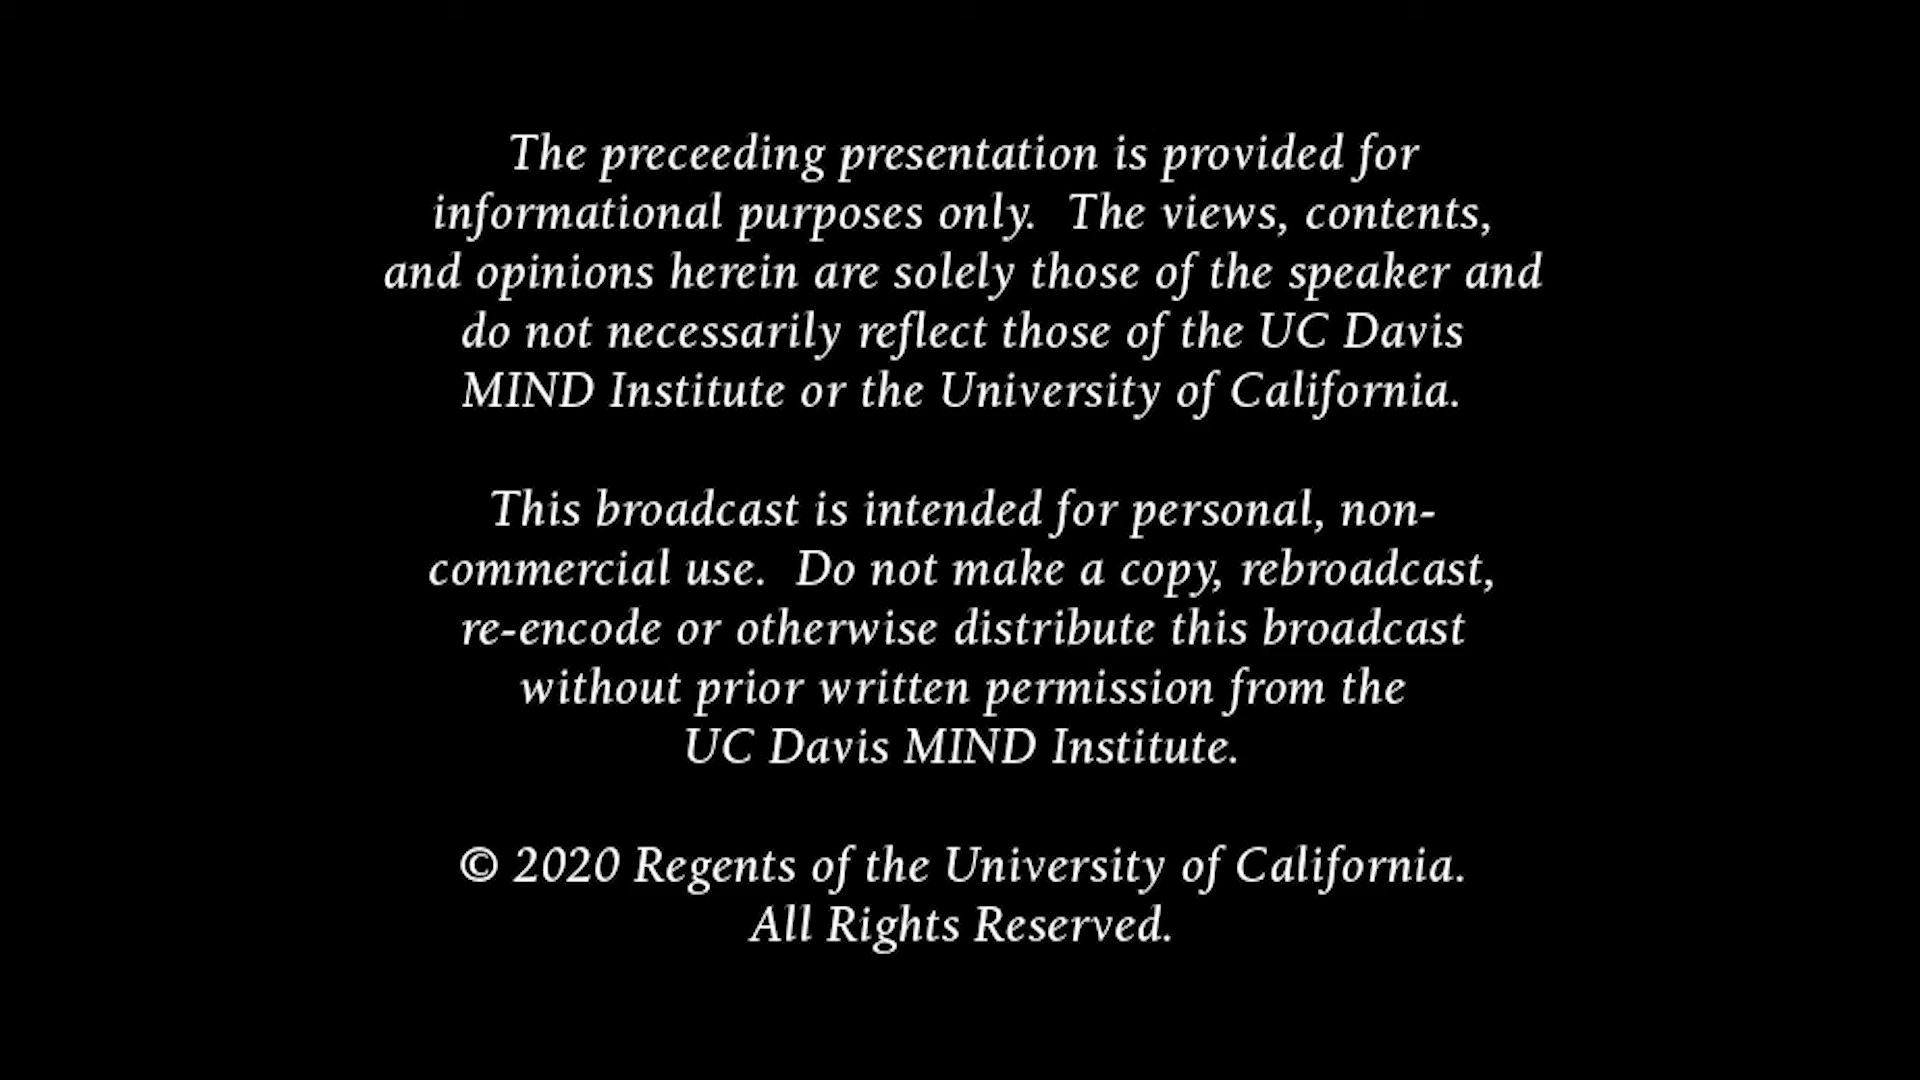 The preceeding presentation is provided for
informational purposes only.  The views, contents,
and opinions herein are solely those of the speaker and
do not necessarily reflect those of the UC Davis
MIND Institute or the University of California.
This broadcast is intended for personal, non-
commercial use.  Do not make a copy, rebroadcast,
re-encode or otherwise distribute this broadcast
without prior written permission from the
UC Davis MIND Institute.
© 2020 Regents of the University of California.
All Rights Reserved.